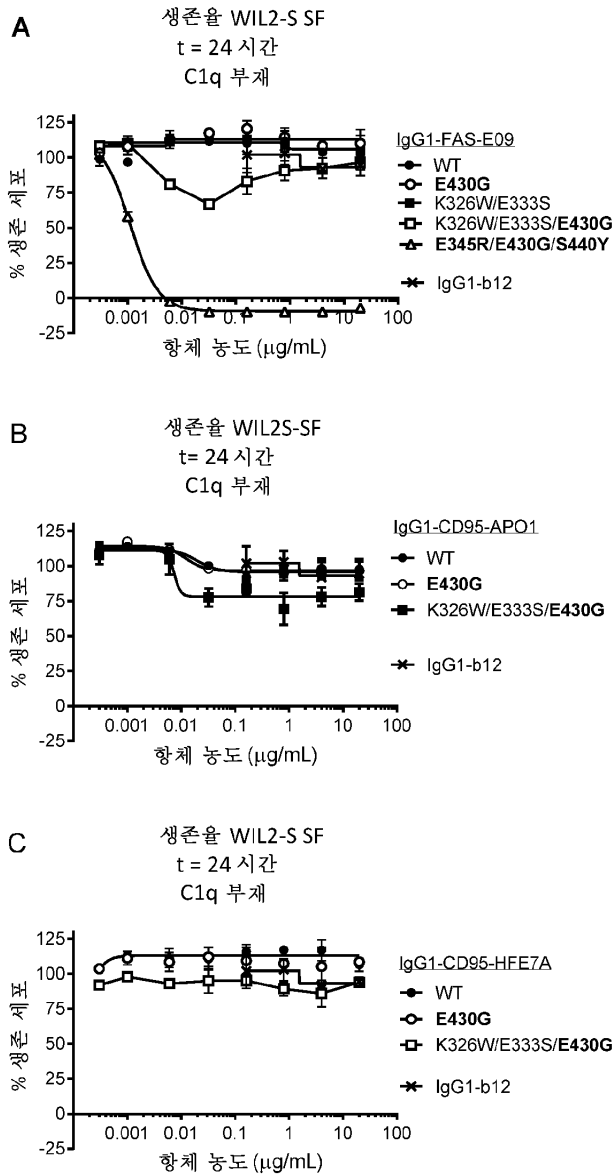 A
생존율 WIL2-S SF
t = 24 시간
C1q 부재
% 생존 세포
125
100
75
50
25
0
-25
0.001 0.01 0.1 1 10 100
항체 농도 (μg/mL)
IgG1-FAS-E09
WT
E430G
K326W/E333S
K326W/E333S/E430G
E345R/E430G/S440Y
IgG1-b12
B
생존율 WIL2S-SF
t= 24 시간
C1q 부재
% 생존 세포
125
100
75
50
25
0
-25
0.001 0.01 0.1 1 10 100
항체 농도 (μg/mL)
IgG1-CD95-APO1
WT
E430G
K326W/E333S/E430G
IgG1-b12
C
생존율 WIL2-S SF
t = 24 시간
C1q 부재
% 생존 세포
125
100
75
50
25
0
-25
0.001 0.01 0.1 1 10 100
항체 농도 (μg/mL)
IgG1-CD95-HFE7A
WT
E430G
K326W/E333S/E430G
IgG1-b12